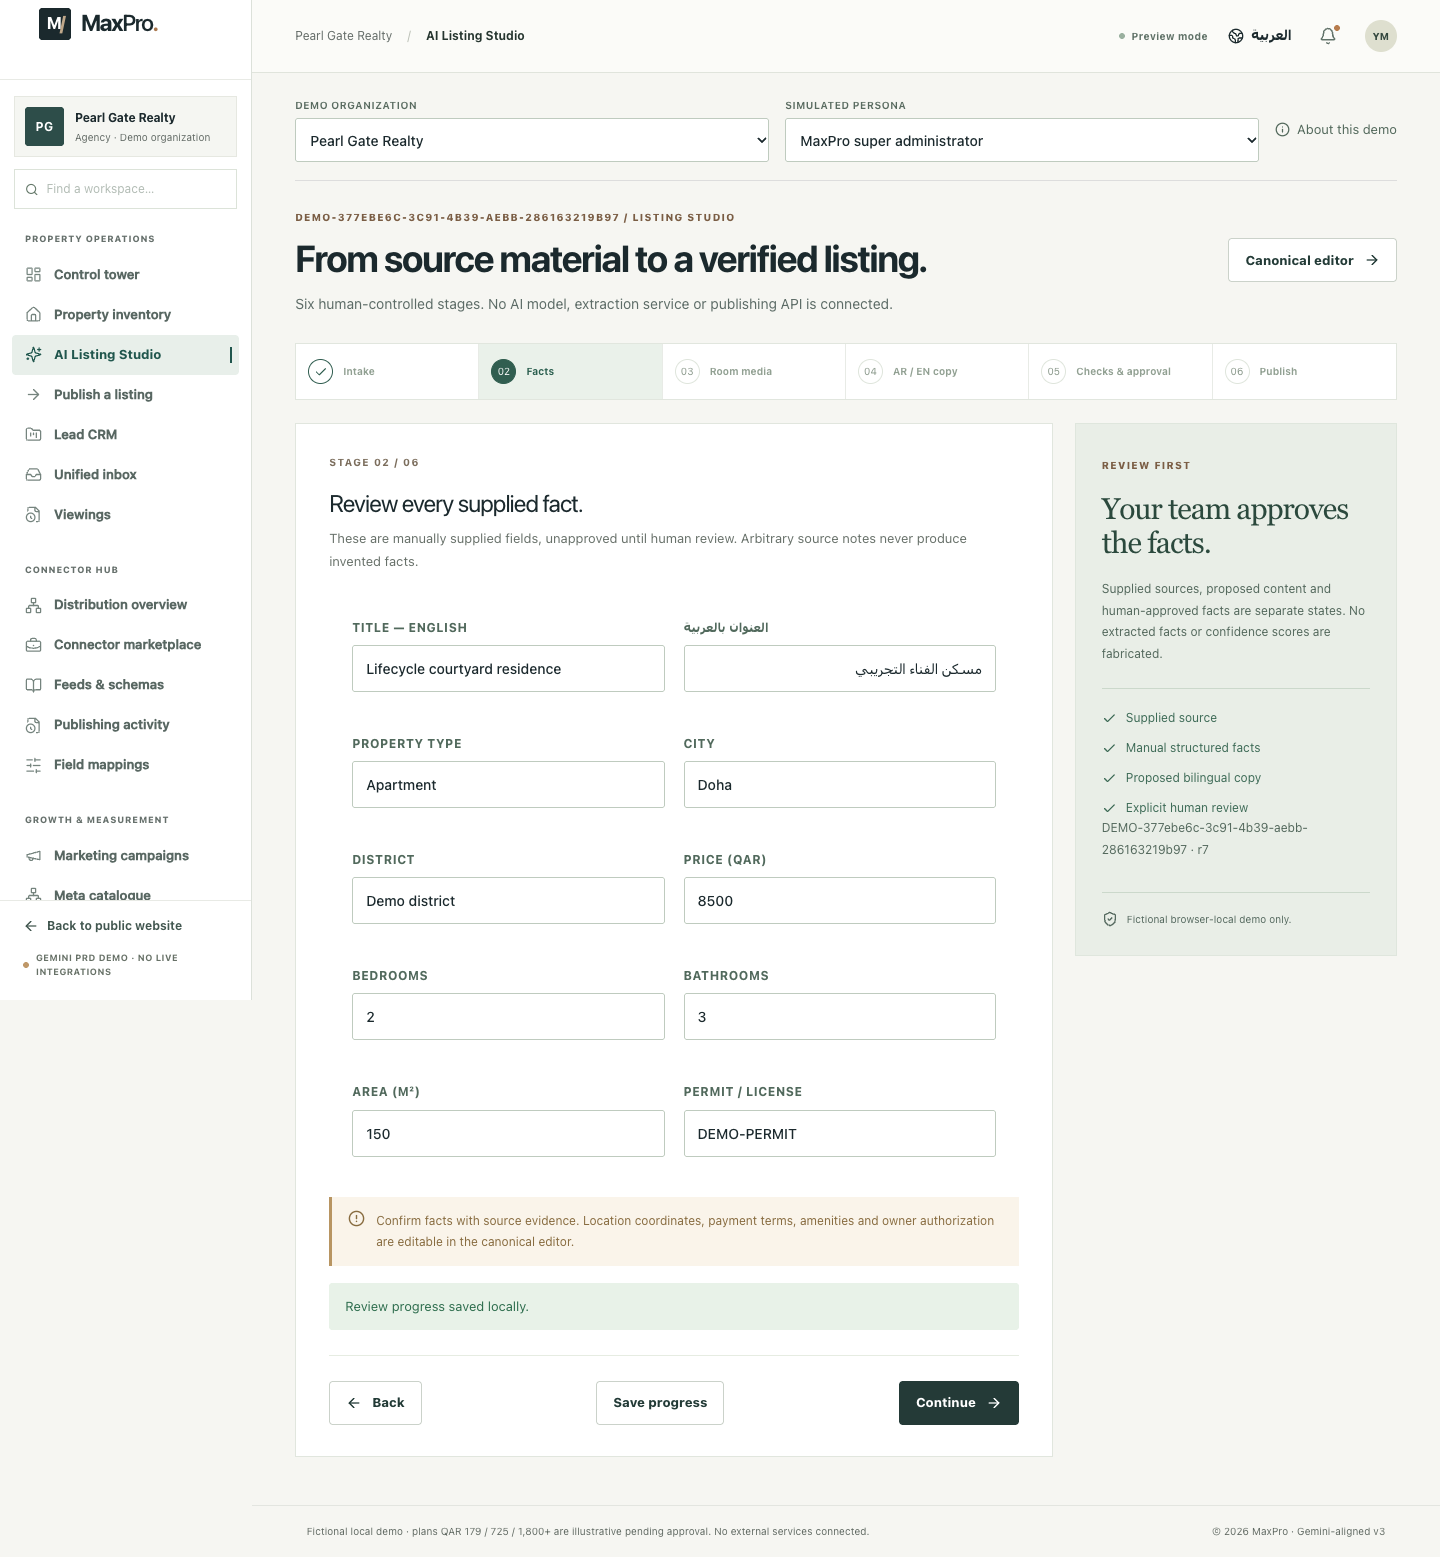 MaxPro.
Pearl Gate Realty / AI Listing Studio
Preview mode
العربية
YM
PG
Pearl Gate Realty
Agency · Demo organization
Find a workspace...
PROPERTY OPERATIONS
Control tower
Property inventory
AI Listing Studio
Publish a listing
Lead CRM
Unified inbox
Viewings
CONNECTOR HUB
Distribution overview
Connector marketplace
Feeds & schemas
Publishing activity
Field mappings
GROWTH & MEASUREMENT
Marketing campaigns
Meta catalogue
Back to public website
GEMINI PRD DEMO · NO LIVE
INTEGRATIONS
DEMO ORGANIZATION
Pearl Gate Realty
SIMULATED PERSONA
MaxPro super administrator
About this demo
DEMO-377EBE6C-3C91-4B39-AEBB-286163219B97 / LISTING STUDIO
From source material to a verified listing.
Six human-controlled stages. No AI model, extraction service or publishing API is connected.
Canonical editor
Intake
02 Facts
03 Room media
04 AR / EN copy
05 Checks & approval
06 Publish
STAGE 02 / 06
Review every supplied fact.
These are manually supplied fields, unapproved until human review. Arbitrary source notes never produce
invented facts.
TITLE — ENGLISH
Lifecycle courtyard residence
العنوان بالعربية
مسكن الفناء التجريبي
PROPERTY TYPE
Apartment
CITY
Doha
DISTRICT
Demo district
PRICE (QAR)
8500
BEDROOMS
2
BATHROOMS
3
AREA (M²)
150
PERMIT / LICENSE
DEMO-PERMIT
Confirm facts with source evidence. Location coordinates, payment terms, amenities and owner authorization
are editable in the canonical editor.
Review progress saved locally.
Back
Save progress
Continue
REVIEW FIRST
Your team approves
the facts.
Supplied sources, proposed content and
human-approved facts are separate states. No
extracted facts or confidence scores are
fabricated.
Supplied source
Manual structured facts
Proposed bilingual copy
Explicit human review
DEMO-377ebe6c-3c91-4b39-aebb-
286163219b97 · r7
Fictional browser-local demo only.
Fictional local demo · plans QAR 179 / 725 / 1,800+ are illustrative pending approval. No external services connected.
© 2026 MaxPro · Gemini-aligned v3